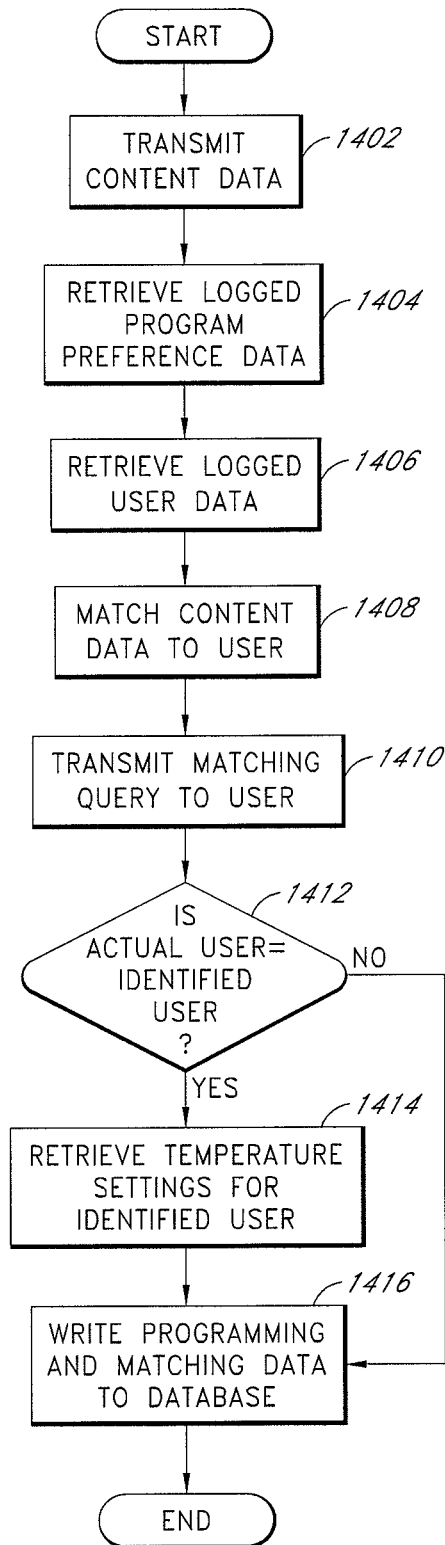 START
TRANSMIT
CONTENT DATA
1402
RETRIEVE LOGGED
PROGRAM
PREFERENCE DATA
1404
RETRIEVE LOGGED
USER DATA
1406
MATCH CONTENT
DATA TO USER
1408
TRANSMIT MATCHING
QUERY TO USER
1410
IS
ACTUAL USER=
IDENTIFIED
USER
?
1412
NO
YES
RETRIEVE TEMPERATURE
SETTINGS FOR
IDENTIFIED USER
1414
WRITE PROGRAMMING
AND MATCHING DATA
TO DATABASE
1416
END